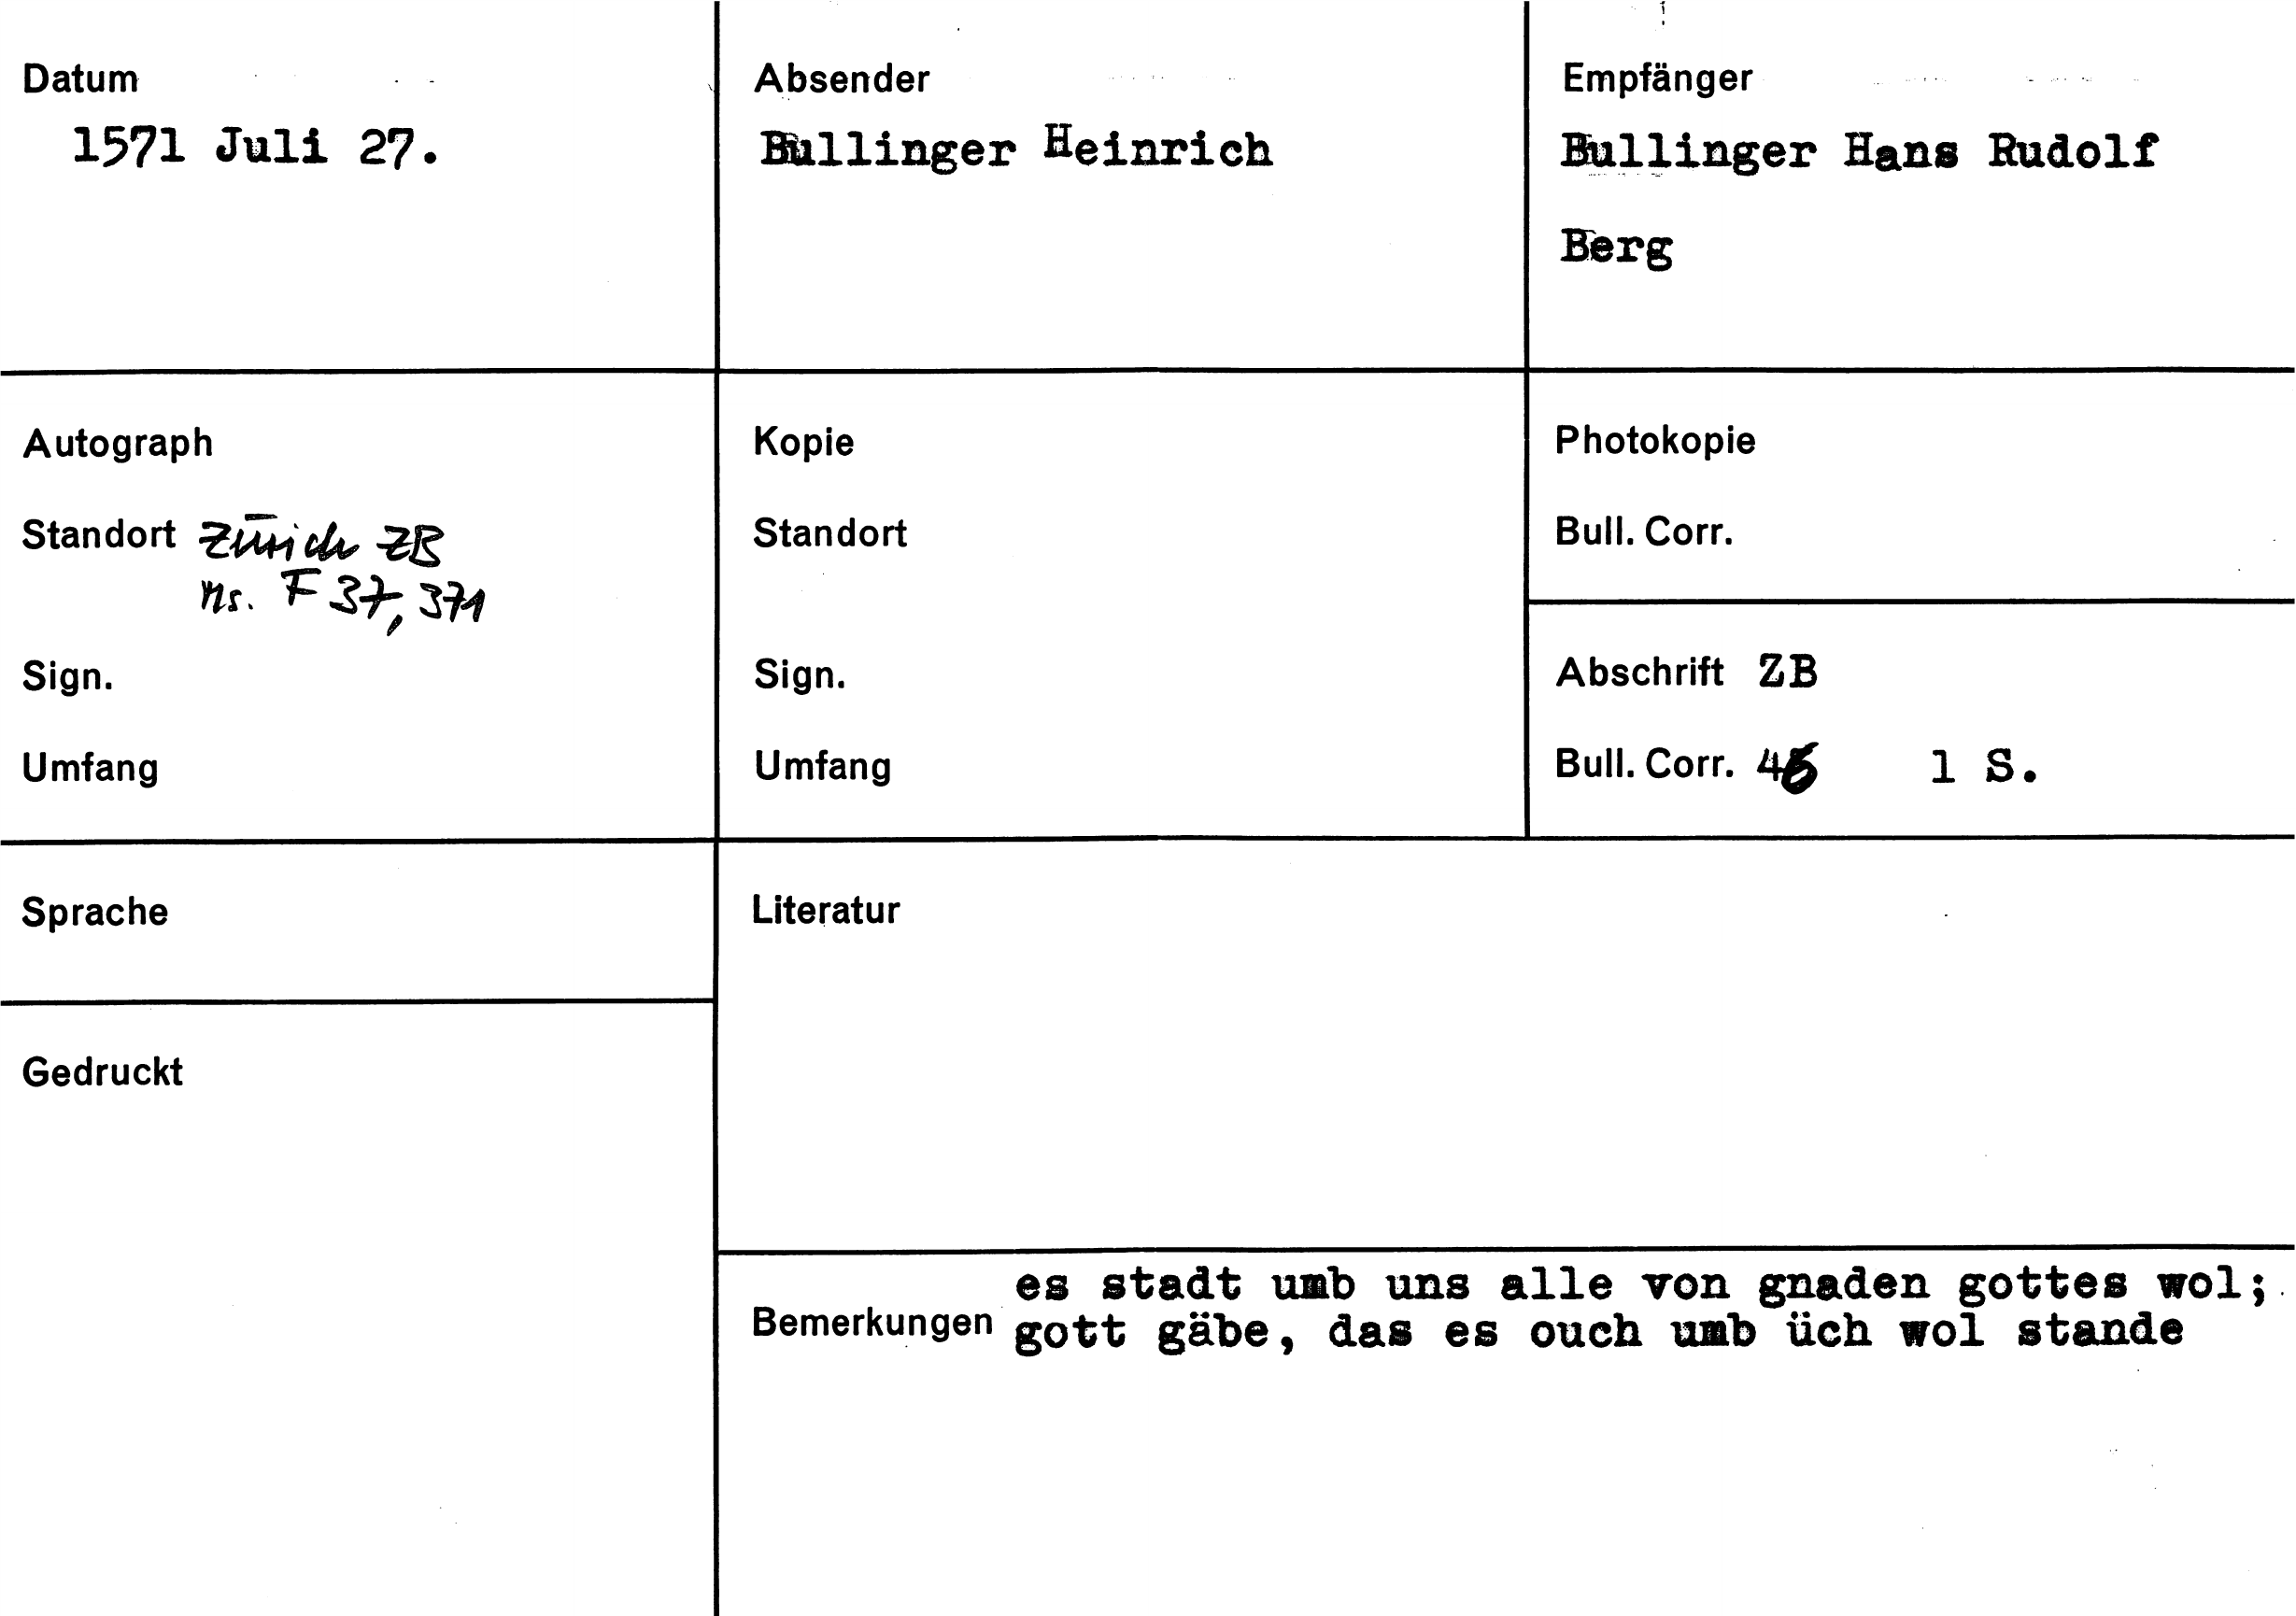 Datum
1571 Juli 27.
Absender
Bullinger Heinrich
Empfänger
Bullinger Hans Rudolf
Berg
Autograph
Standort Zürich ZB
Ms. F 37, 371
Sign.
Umfang
Kopie
Standort
Sign.
Umfang
Photokopie
Bull. Corr.
Abschrift ZB
Bull. Corr. 1 S.
Sprache
Gedruckt
Literatur
es stadt umb uns alle von gnaden gottes wol;
Bemerkungen gott gäbe, das es ouch umb üch wol stande